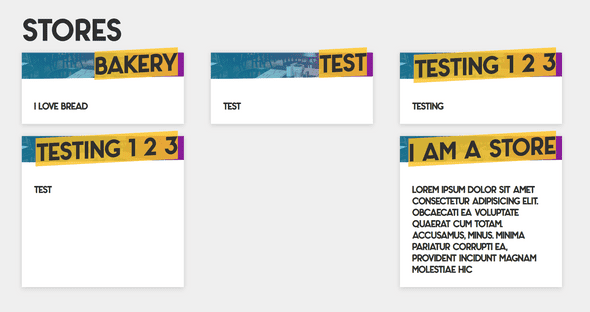 STORES
BAKERY
I LOVE BREAD
TEST
TEST
TESTING 1 2 3
TESTING
TESTING 1 2 3
TEST
I AM A STORE
LOREM IPSUM DOLOR SIT AMET
CONSECTETUR ADIPISICING ELIT.
OBCAECATI EA VOLUPTATE
QUAERAT CUM TOTAM.
ACCUSAMUS, MINUS. MINIMA
PARIATUR CORRUPTI EA,
PROVIDENT INCIDUNT MAGNAM
MOLESTIAE HIC